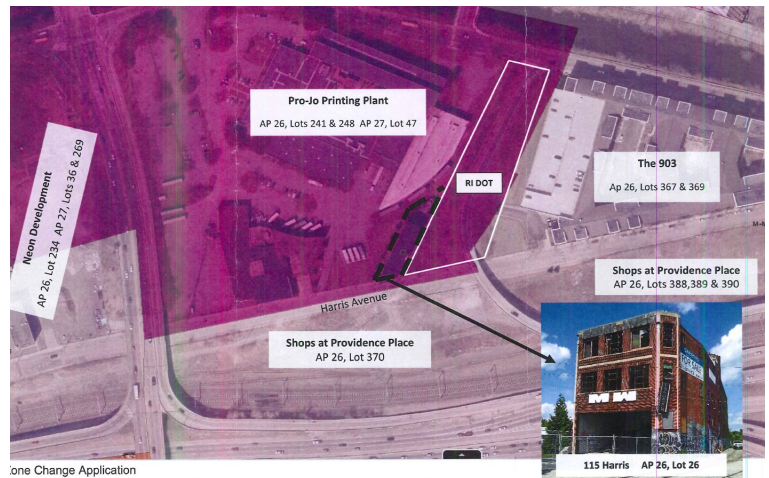 Pro-Jo Printing Plant
AP 26, Lots 241 & 248 AP 27, Lot 47
RI DOT
The 903
Ap 26, Lots 367 & 369
Neon Development
AP 26, Lot 234 AP 27, Lots 36 & 269
Harris Avenue
Shops at Providence Place
AP 26, Lots 388,389 & 390
Shops at Providence Place
AP 26, Lot 370
FOR SALE
M W
115 Harris AP 26, Lot 26
one Change Application